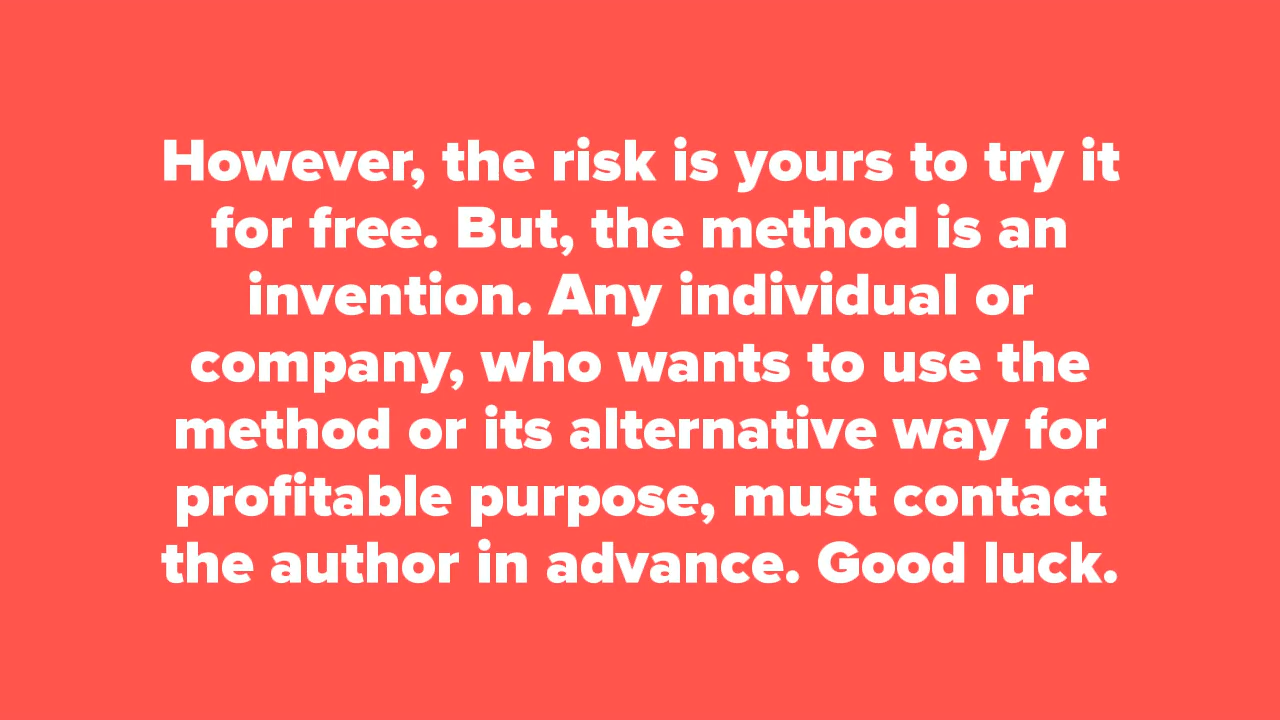 However, the risk is yours to try it
for free. But, the method is an
invention. Any individual or
company, who wants to use the
method or its alternative way for
profitable purpose, must contact
the author in advance. Good luck.